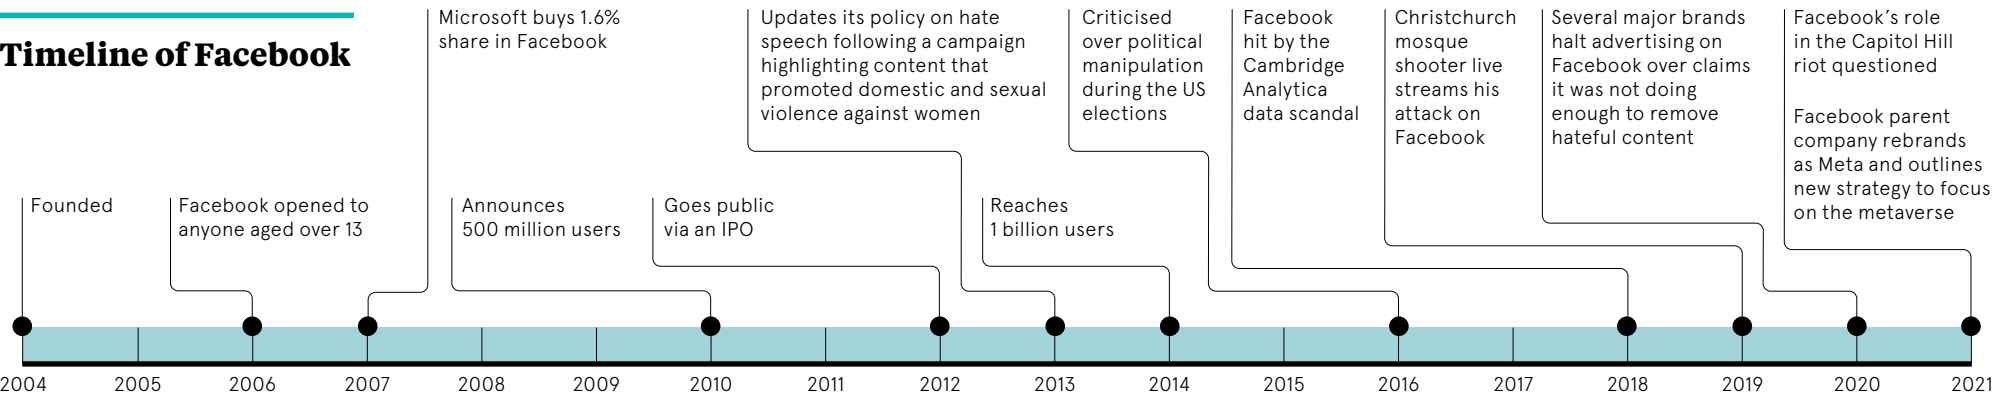 Timeline of Facebook
Founded
Facebook opened to
anyone aged over 13
Microsoft buys 1.6%
share in Facebook
Announces
500 million users
Goes public
via an IPO
Updates its policy on hate
speech following a campaign
highlighting content that
promoted domestic and sexual
violence against women
Reaches
1 billion users
Criticised
over political
manipulation
during the US
elections
Facebook
hit by the
Cambridge
Analytica
data scandal
Christchurch
mosque
shooter live
streams his
attack on
Facebook
Several major brands
halt advertising on
Facebook over claims
it was not doing
enough to remove
hateful content
Facebook’s role
in the Capitol Hill
riot questioned
Facebook parent
company rebrands
as Meta and outlines
new strategy to focus
on the metaverse
2004 2005 2006 2007 2008 2009 2010 2011 2012 2013 2014 2015 2016 2017 2018 2019 2020 2021